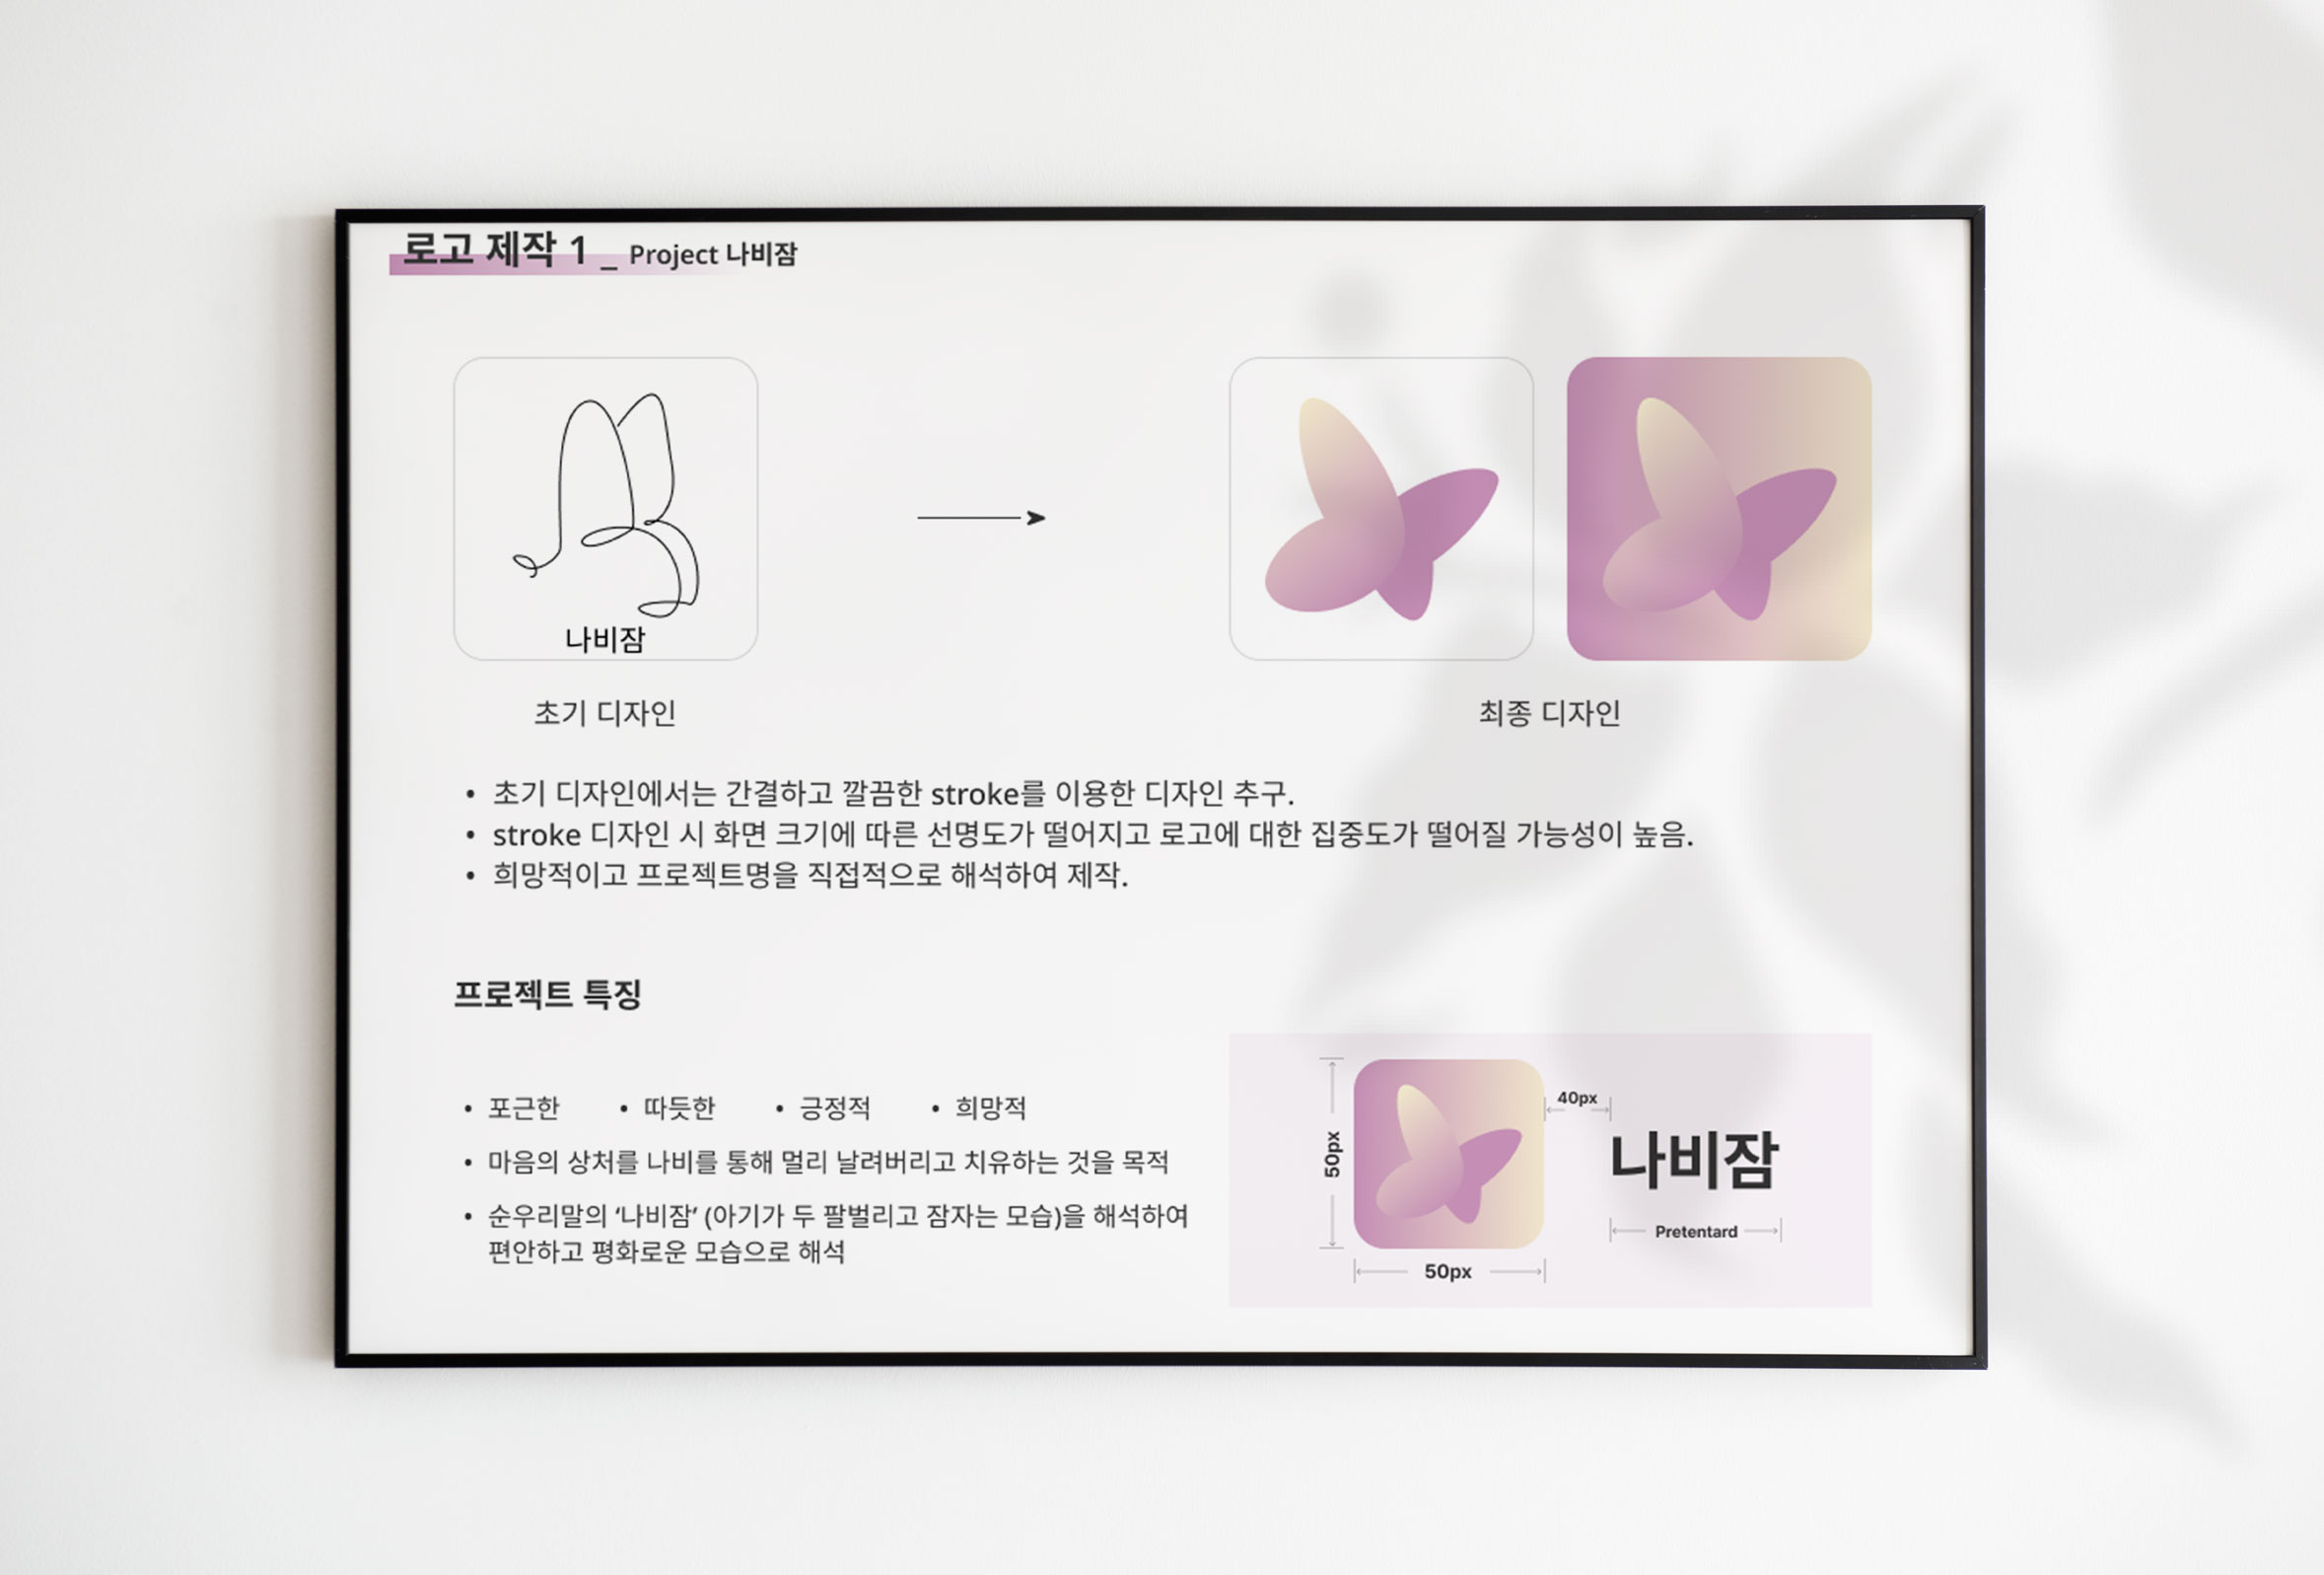 로고 제작 1 _ Project 나비잠
나비잠
초기 디자인
최종 디자인
• 초기 디자인에서는 간결하고 깔끔한 stroke를 이용한 디자인 추구.
• stroke 디자인 시 화면 크기에 따른 선명도가 떨어지고 로고에 대한 집중도가 떨어질 가능성이 높음.
• 희망적이고 프로젝트명을 직접적으로 해석하여 제작.
프로젝트 특징
• 포근한 • 따듯한 • 긍정적 • 희망적
• 마음의 상처를 나비를 통해 멀리 날려버리고 치유하는 것을 목적
• 순우리말의 ‘나비잠’ (아기가 두 팔벌리고 잠자는 모습)을 해석하여
편안하고 평화로운 모습으로 해석
50px
50px
40px
나비잠
Pretentard